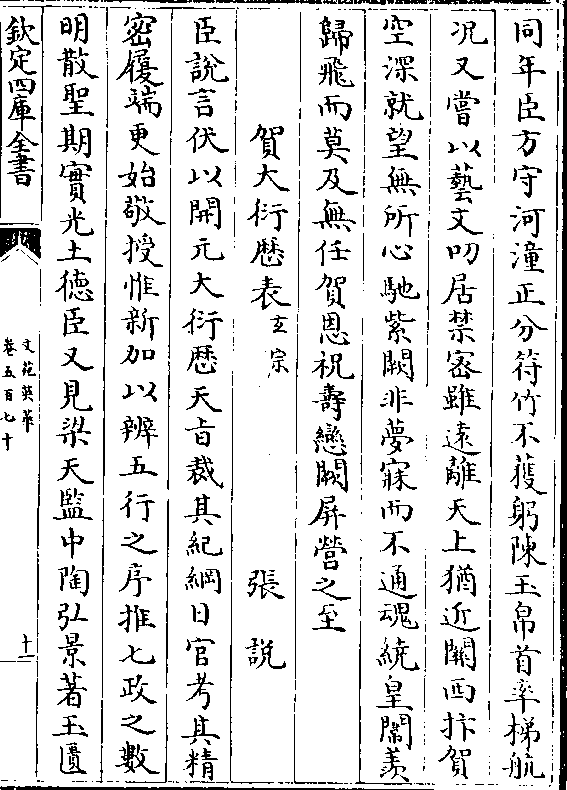 同年臣方守河潼正分符竹不獲躬陳玉帛首率梯航
况又嘗以藝文叨居禁宻雖逺離天上猶近關西抃賀
空深就望無所心馳紫闕非夢寐而不通魂繞皇闈羨
歸飛而莫及無任賀恩祝壽戀闕屏營之至
賀大衍厯表玄宗 張説
臣說言伏以開元大衍厯天㫖裁其紀綱日官考其精
密履端更始敬授惟新加以辨五行之序推七政之數
明散聖期實光土德臣又見梁天監中陶弘景著玉匱
欽定四庫全書
文苑英華
卷五百七十
十一